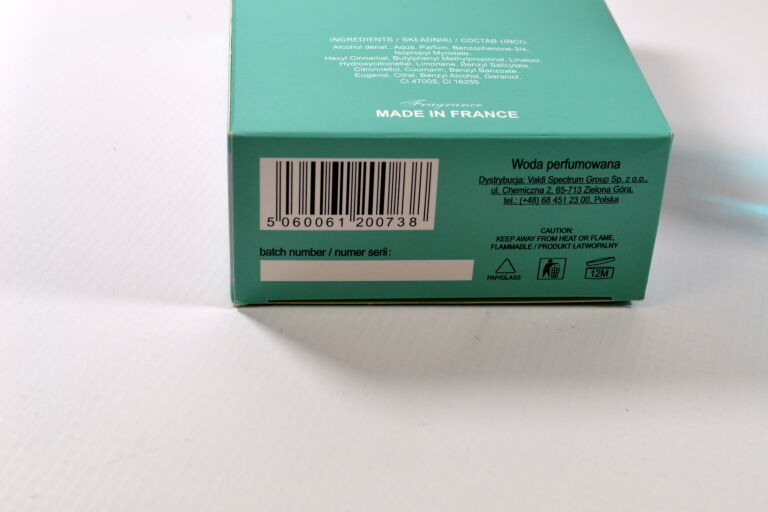 INGREDIENTS / SKŁADNIKI / СОСТАВ (INCI):
Alcohol denat., Aqua, Parfum, Benzophenone-3/4,
Isopropyl Myristate,
Hexyl Cinnamal, Butylphenyl Methylpropional, Linalool,
Hydroxycitronellal, Limonene, Benzyl Salicylate,
Citronnellol, Coumarin, Benzyl Banzoate,
Eugenol, Citral, Benzyl Alcohol, Geraniol,
CI 47005, CI 16255
Fragrance
MADE IN FRANCE
5 060061 200738
batch number / numer serii:
Woda perfumowana
Dystrybucja: Valdi Spectrum Group Sp. z o.o.,
ul. Chemiczna 2, 65-713 Zielona Góra,
tel.: (+48) 68 451 23 00, Polska
CAUTION:
KEEP AWAY FROM HEAT OR FLAME,
FLAMMABLE / PRODUKT ŁATWOPALNY
PAP/GLASS
12M